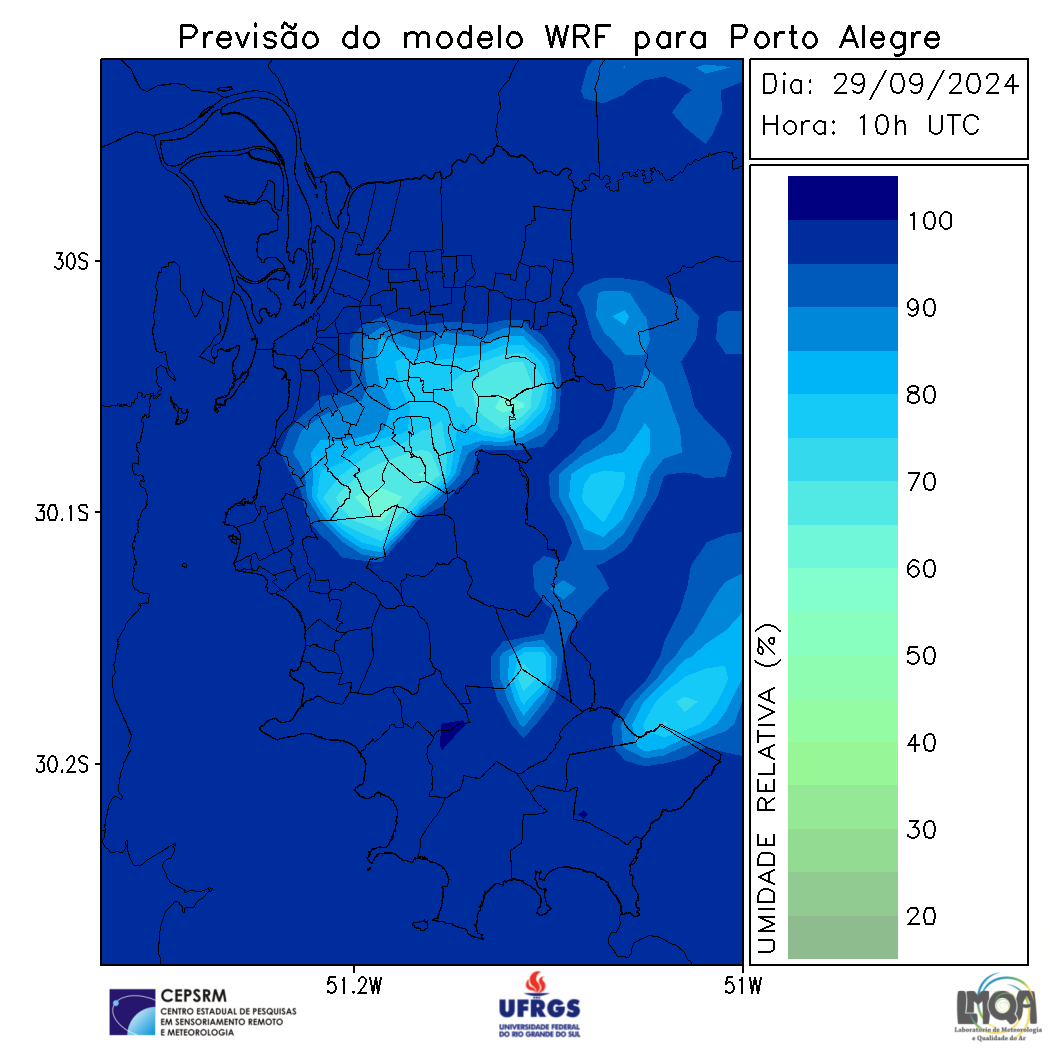 Previsão do modelo WRF para Porto Alegre
Dia: 29/09/2024
Hora: 10h UTC
100
90
80
70
60
50
40
30
20
UMIDADE RELATIVA (%)
30S
30.1S
30.2S
51.2W
51W
CEPSRM
CENTRO ESTADUAL DE PESQUISAS
EM SENSORIAMENTO REMOTO
E METEOROLOGIA
UFRGS
UNIVERSIDADE FEDERAL
DO RIO GRANDE DO SUL
LMQA
Laboratório de Meteorologia
e Qualidade do Ar